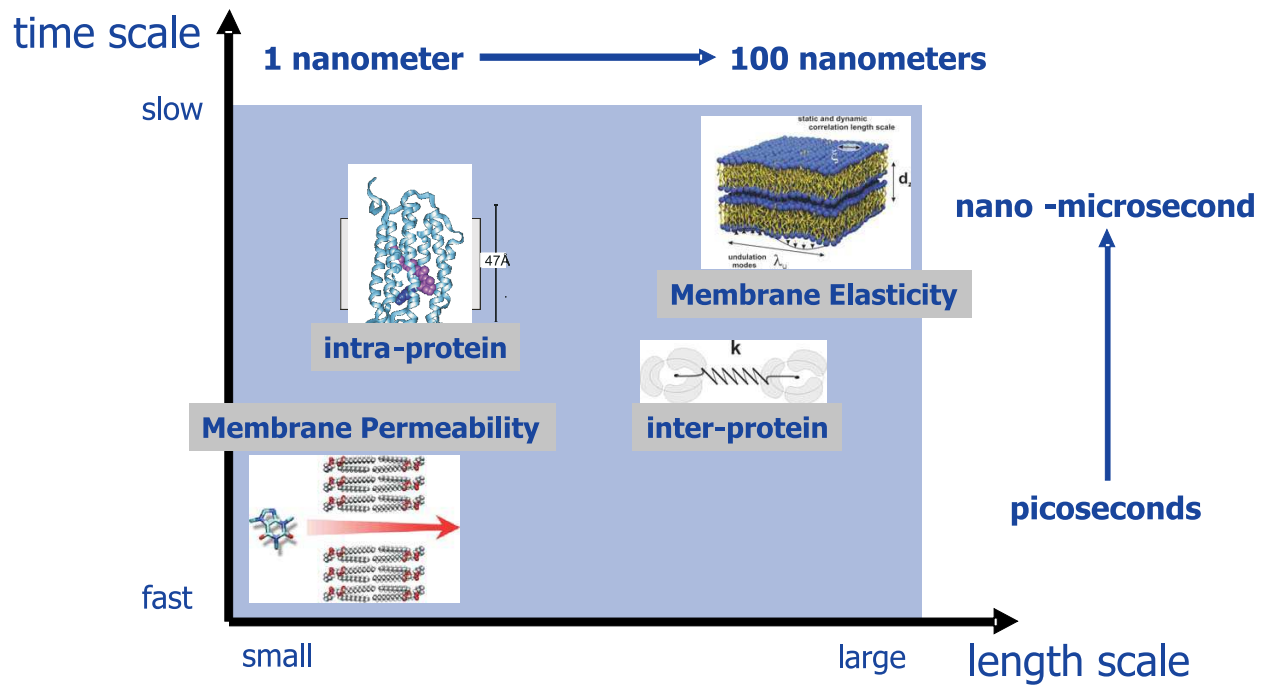 time scale
1 nanometer
100 nanometers
slow
static and dynamic
correlation length scale
nano -microsecond
47Å
undulation
modes
Membrane Elasticity
intra-protein
k
Membrane Permeability
inter-protein
picoseconds
fast
small
large
length scale